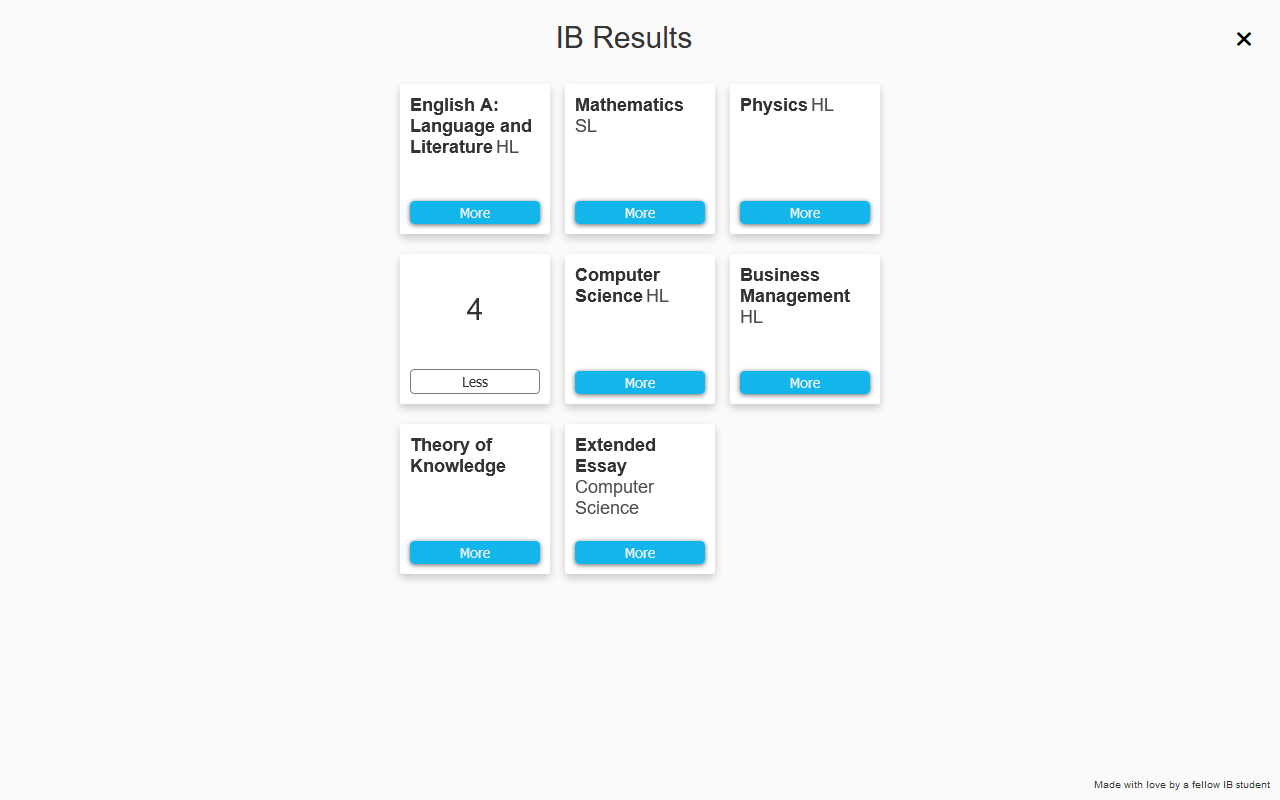 IB Results
English A:
Language and
Literature HL
More
Mathematics
SL
More
Physics HL
More
4
Less
Computer
Science HL
More
Business
Management
HL
More
Theory of
Knowledge
More
Extended
Essay
Computer
Science
More
Made with love by a fellow IB student